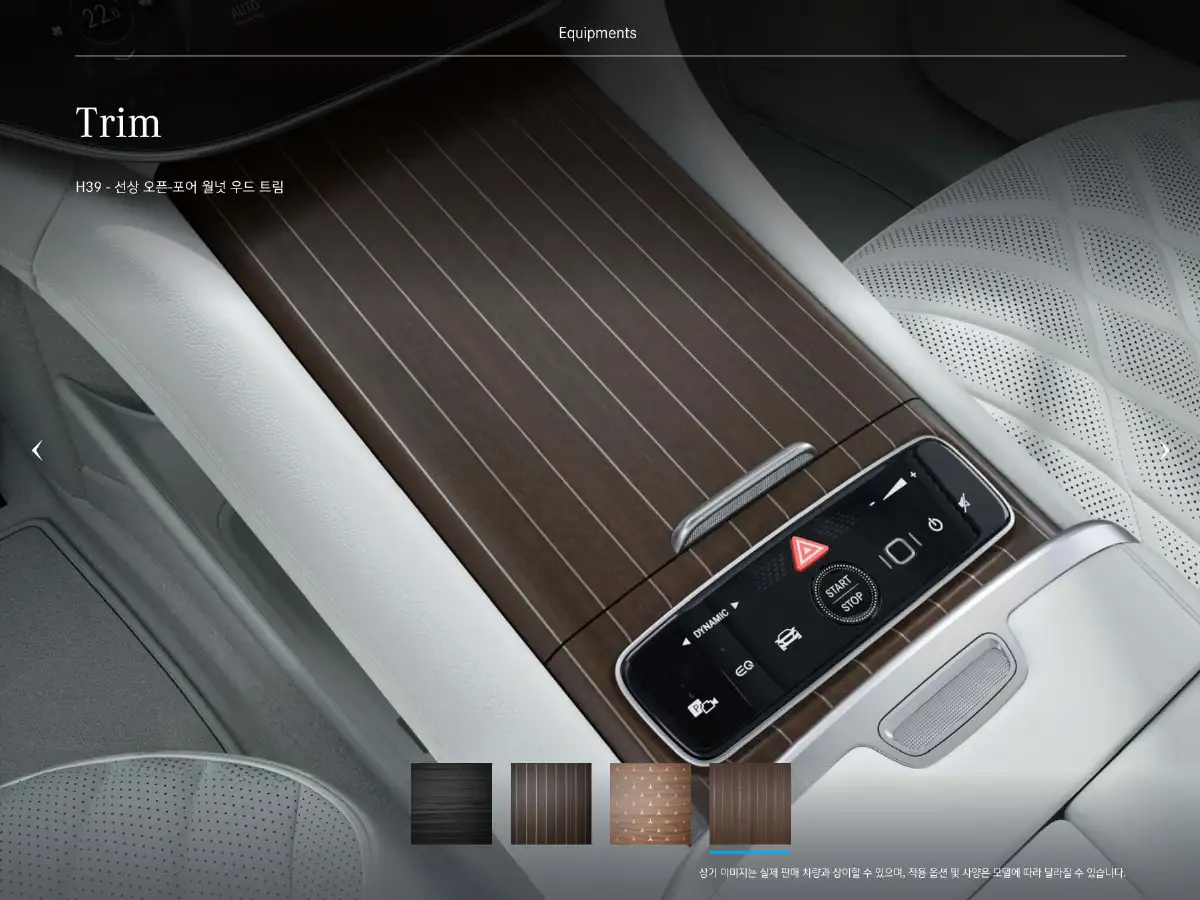 22.0
AUTO
Equipments
Trim
H39 - 선상 오픈-포어 월넛 우드 트림
- +
START
STOP
DYNAMIC
EQ
P
상기 이미지는 실제 판매 차량과 상이할 수 있으며, 적용 옵션 및 사양은 모델에 따라 달라질 수 있습니다.